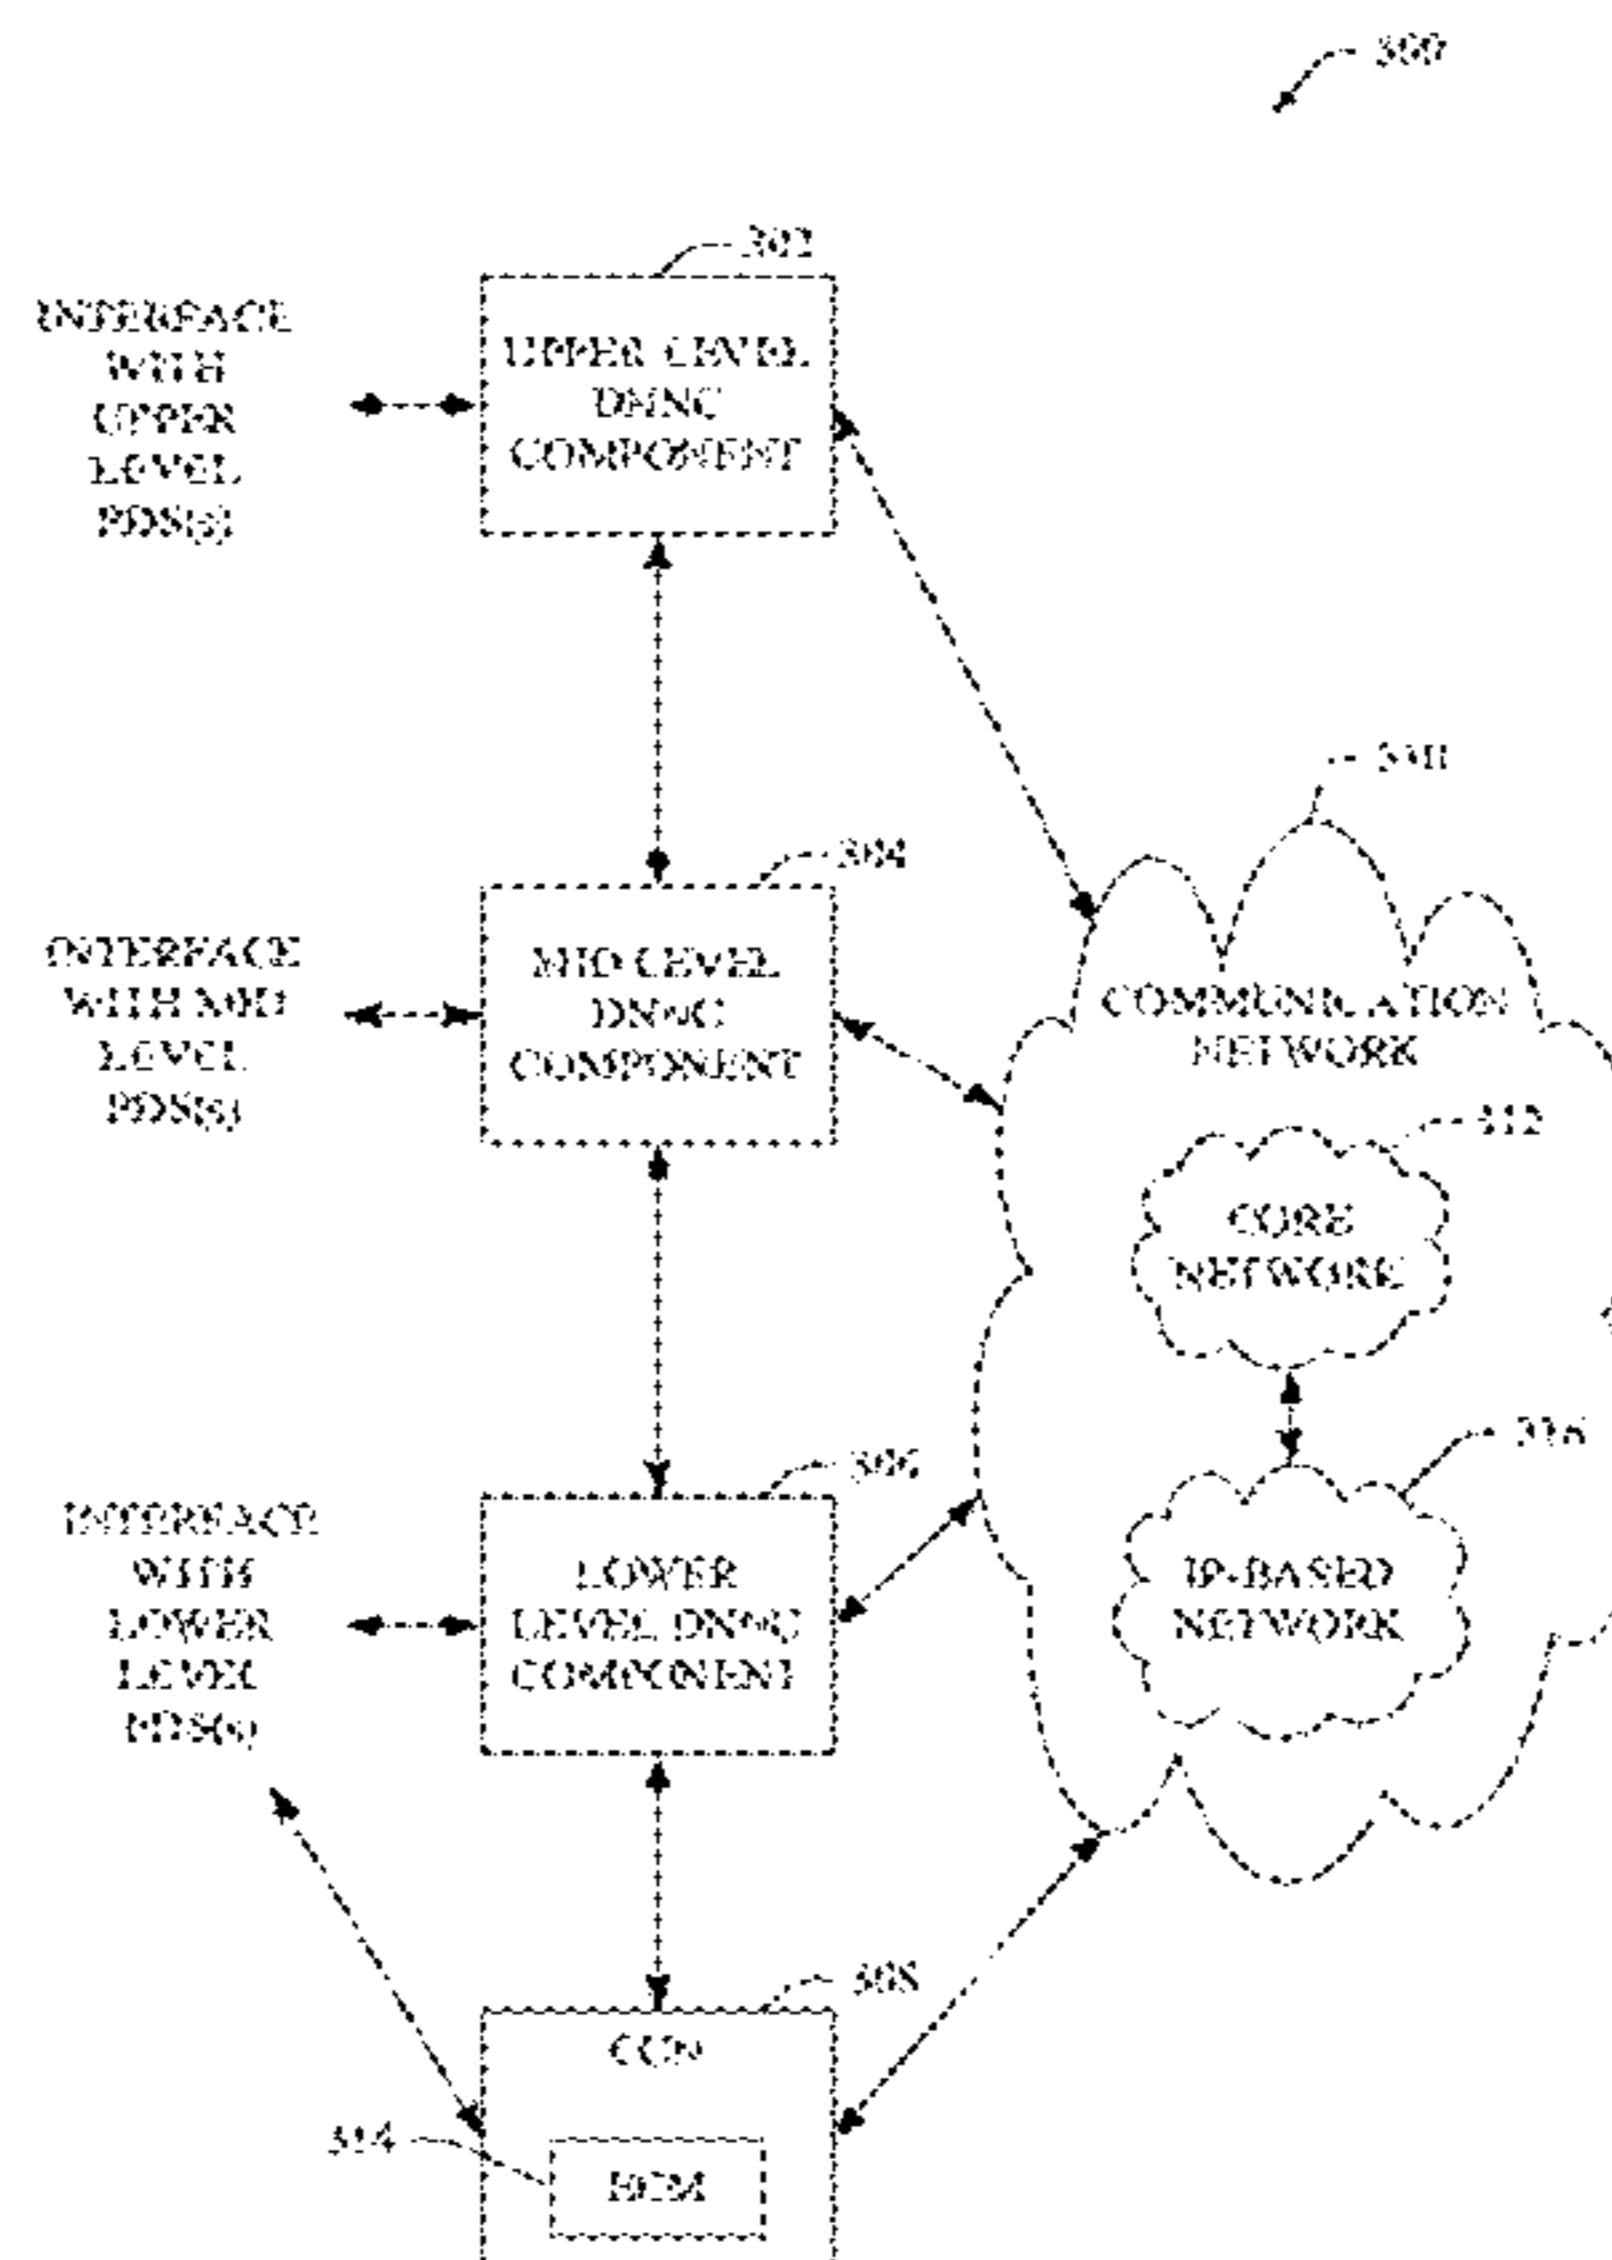 300
302
INTERFACE
WITH
UPPER
LEVEL
PDS(s)
UPPER LEVEL
DNNC
COMPONENT
310
304
INTERFACE
WITH MID
LEVEL
PDS(s)
MID LEVEL
DNNC
COMPONENT
COMMUNICATION
NETWORK
312
CORE
NETWORK
306
316
INTERFACE
WITH
LOWER
LEVEL
PDS(s)
LOWER
LEVEL DNNC
COMPONENT
IP-BASED
NETWORK
308
CCN
314